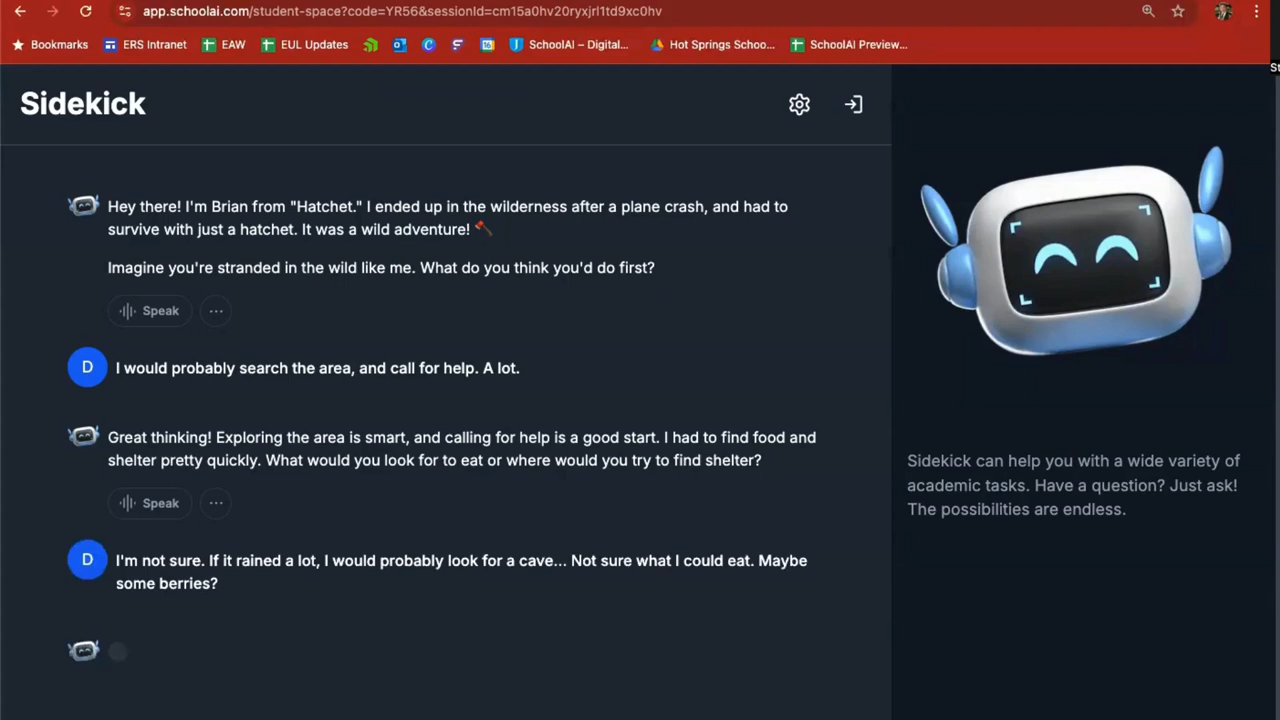 app.schoolai.com/student-space?code=YR56&sessionId=cm15a0hv20ryxjrl1td9xc0hv
Bookmarks ERS Intranet EAW EUL Updates 16 SchoolAI – Digital... Hot Springs Schoo... SchoolAI Preview...
Sidekick
Hey there! I'm Brian from "Hatchet." I ended up in the wilderness after a plane crash, and had to
survive with just a hatchet. It was a wild adventure! 🪓
Imagine you're stranded in the wild like me. What do you think you'd do first?
Speak ...
D I would probably search the area, and call for help. A lot.
Great thinking! Exploring the area is smart, and calling for help is a good start. I had to find food and
shelter pretty quickly. What would you look for to eat or where would you try to find shelter?
Speak ...
D I'm not sure. If it rained a lot, I would probably look for a cave... Not sure what I could eat. Maybe
some berries?
Sidekick can help you with a wide variety of
academic tasks. Have a question? Just ask!
The possibilities are endless.